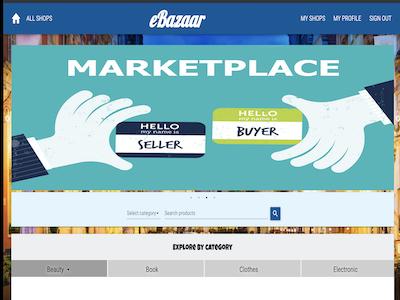 ALL SHOPS
eBazaar
MY SHOPS
MY PROFILE
SIGN OUT
MARKETPLACE
HELLO
my name is
SELLER
HELLO
my name is
BUYER
Select category
Search products
EXPLORE BY CATEGORY
Beauty
Book
Clothes
Electronic